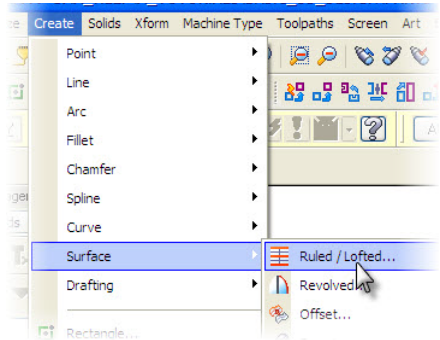 Create Solids Xform Machine Type Toolpaths Screen Art
Point
Line
Arc
Fillet
Chamfer
Spline
Curve
Surface
Ruled / Lofted...
Drafting
Revolved
Offset...
Rectangle...